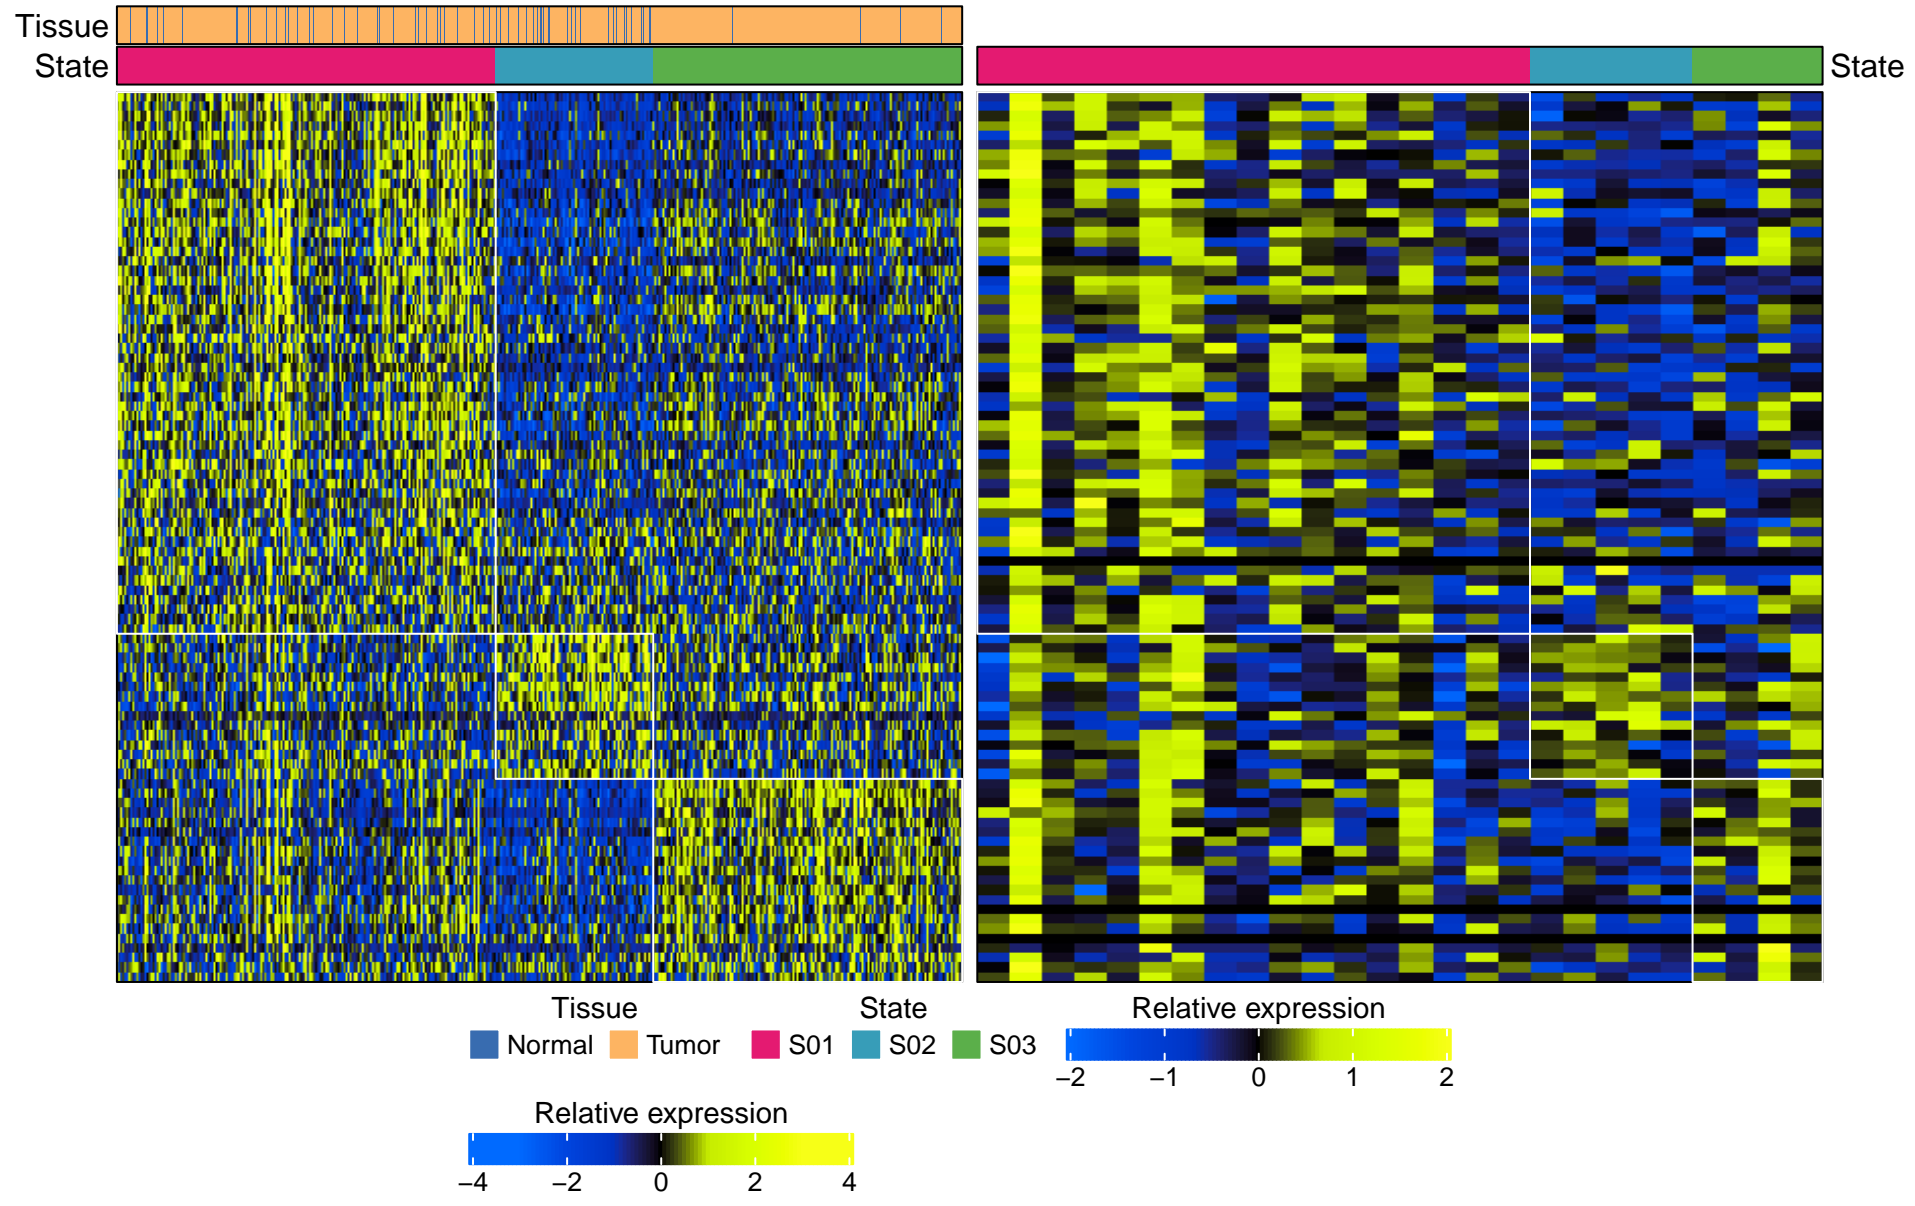 Tissue
State
State
Tissue
Normal
Tumor
State
S01
S02
S03
Relative expression
−2
−1
0
1
2
Relative expression
−4
−2
0
2
4